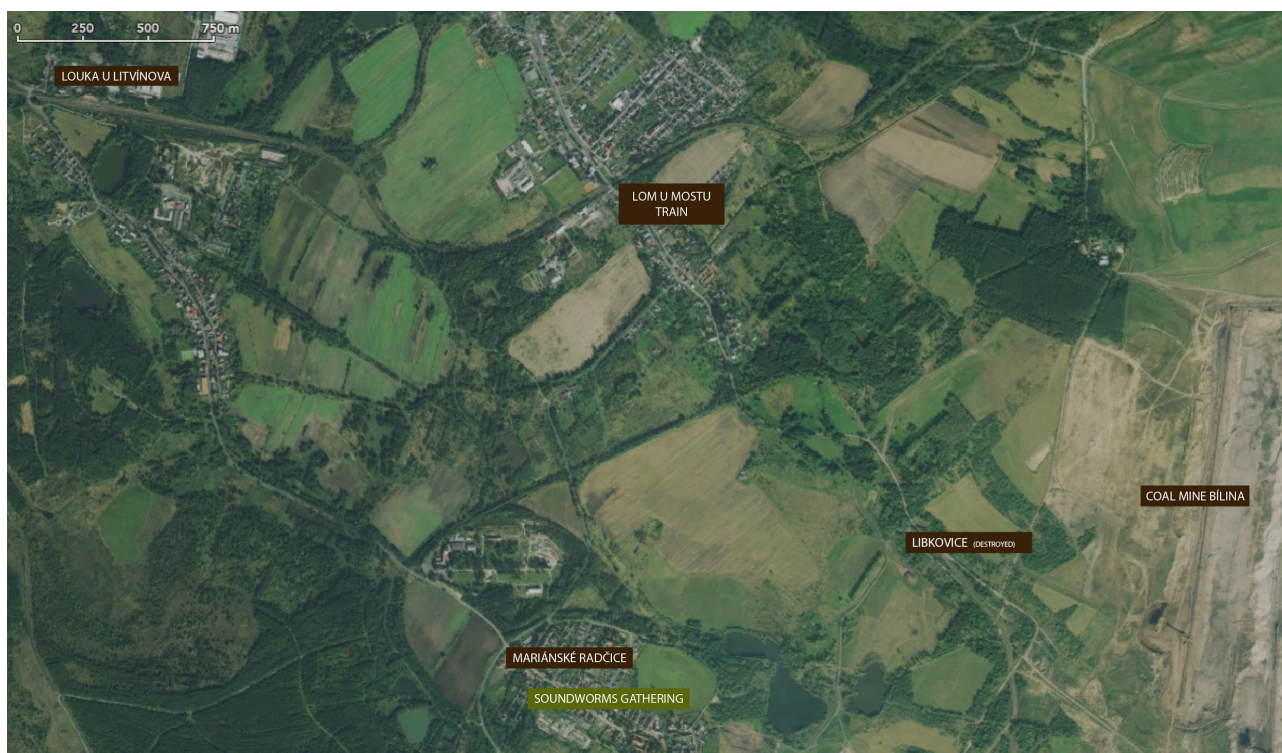 0 250 500 750 m
LOUKA U LITVÍNOVA
LOM U MOSTU
TRAIN
COAL MINE BÍLINA
LIBKOVICE (DESTROYED)
MARIÁNSKÉ RADČICE
SOUNDWORMS GATHERING